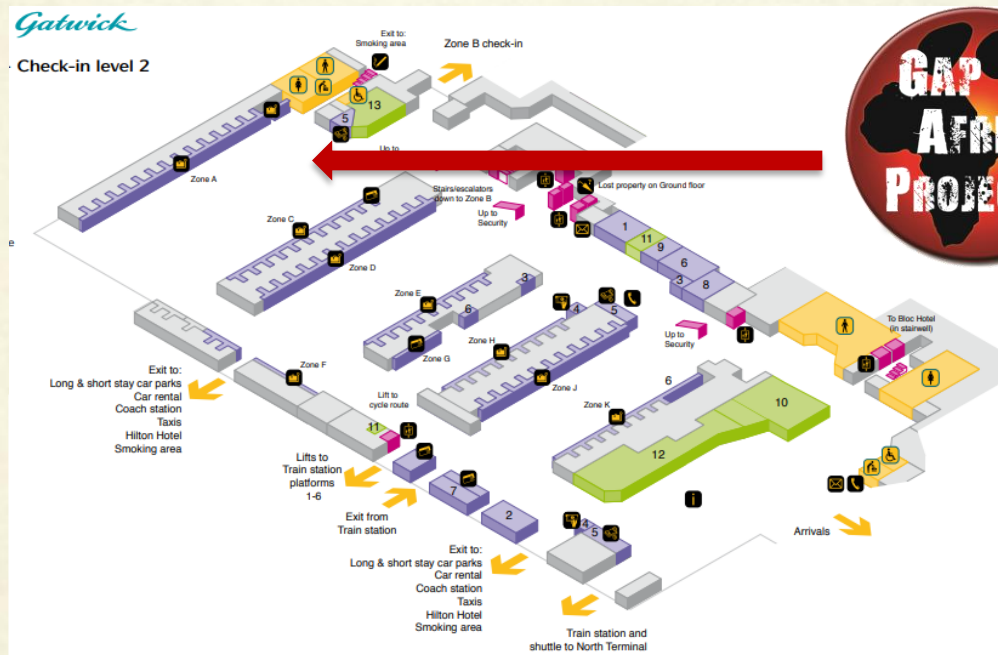 Gatwick
Check-in level 2
Exit to:
Smoking area
Zone B check-in
13
5
Up to
Zone A
GAP
AFRI
PROJE
Stairs/escalators
down to Zone B
Lost property on Ground floor
Up to
Security
Zone C
Zone D
1
11
9
6
3
8
e
Zone E
3
6
Zone G
4
5
Zone H
Zone J
Up to
Security
To Bloc Hotel
(in stairwell)
Zone F
Exit to:
Long & short stay car parks
Car rental
Coach station
Taxis
Hilton Hotel
Smoking area
Lift to
cycle route
11
6
Zone K
10
12
Lifts to
Train station
platforms
1-6
7
2
Exit from
Train station
i
4
5
Arrivals
Exit to:
Long & short stay car parks
Car rental
Coach station
Taxis
Hilton Hotel
Smoking area
Train station and
shuttle to North Terminal